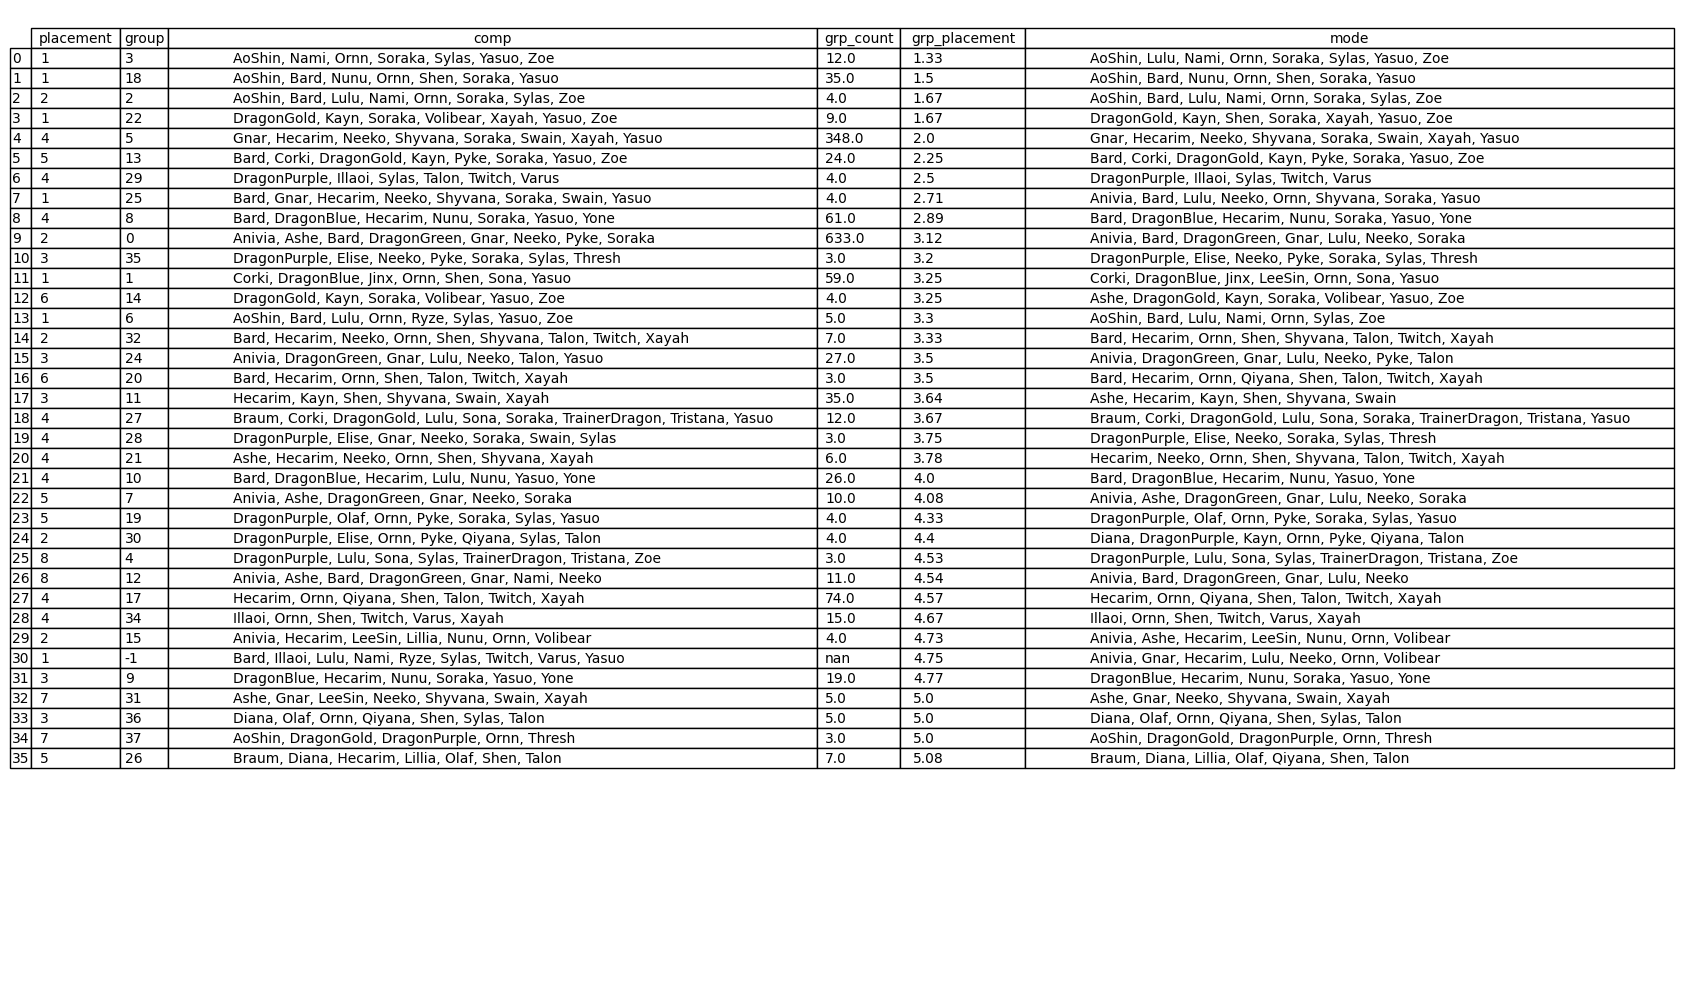 placement group comp grp_count grp_placement mode
0 1 3 AoShin, Nami, Ornn, Soraka, Sylas, Yasuo, Zoe 12.0 1.33 AoShin, Lulu, Nami, Ornn, Soraka, Sylas, Yasuo, Zoe
1 1 18 AoShin, Bard, Nunu, Ornn, Shen, Soraka, Yasuo 35.0 1.5 AoShin, Bard, Nunu, Ornn, Shen, Soraka, Yasuo
2 2 2 AoShin, Bard, Lulu, Nami, Ornn, Soraka, Sylas, Zoe 4.0 1.67 AoShin, Bard, Lulu, Nami, Ornn, Soraka, Sylas, Zoe
3 1 22 DragonGold, Kayn, Soraka, Volibear, Xayah, Yasuo, Zoe 9.0 1.67 DragonGold, Kayn, Shen, Soraka, Xayah, Yasuo, Zoe
4 4 5 Gnar, Hecarim, Neeko, Shyvana, Soraka, Swain, Xayah, Yasuo 348.0 2.0 Gnar, Hecarim, Neeko, Shyvana, Soraka, Swain, Xayah, Yasuo
5 5 13 Bard, Corki, DragonGold, Kayn, Pyke, Soraka, Yasuo, Zoe 24.0 2.25 Bard, Corki, DragonGold, Kayn, Pyke, Soraka, Yasuo, Zoe
6 4 29 DragonPurple, Illaoi, Sylas, Talon, Twitch, Varus 4.0 2.5 DragonPurple, Illaoi, Sylas, Twitch, Varus
7 1 25 Bard, Gnar, Hecarim, Neeko, Shyvana, Soraka, Swain, Yasuo 4.0 2.71 Anivia, Bard, Lulu, Neeko, Ornn, Shyvana, Soraka, Yasuo
8 4 8 Bard, DragonBlue, Hecarim, Nunu, Soraka, Yasuo, Yone 61.0 2.89 Bard, DragonBlue, Hecarim, Nunu, Soraka, Yasuo, Yone
9 2 0 Anivia, Ashe, Bard, DragonGreen, Gnar, Neeko, Pyke, Soraka 633.0 3.12 Anivia, Bard, DragonGreen, Gnar, Lulu, Neeko, Soraka
10 3 35 DragonPurple, Elise, Neeko, Pyke, Soraka, Sylas, Thresh 3.0 3.2 DragonPurple, Elise, Neeko, Pyke, Soraka, Sylas, Thresh
11 1 1 Corki, DragonBlue, Jinx, Ornn, Shen, Sona, Yasuo 59.0 3.25 Corki, DragonBlue, Jinx, LeeSin, Ornn, Sona, Yasuo
12 6 14 DragonGold, Kayn, Soraka, Volibear, Yasuo, Zoe 4.0 3.25 Ashe, DragonGold, Kayn, Soraka, Volibear, Yasuo, Zoe
13 1 6 AoShin, Bard, Lulu, Ornn, Ryze, Sylas, Yasuo, Zoe 5.0 3.3 AoShin, Bard, Lulu, Nami, Ornn, Sylas, Zoe
14 2 32 Bard, Hecarim, Neeko, Ornn, Shen, Shyvana, Talon, Twitch, Xayah 7.0 3.33 Bard, Hecarim, Ornn, Shen, Shyvana, Talon, Twitch, Xayah
15 3 24 Anivia, DragonGreen, Gnar, Lulu, Neeko, Talon, Yasuo 27.0 3.5 Anivia, DragonGreen, Gnar, Lulu, Neeko, Pyke, Talon
16 6 20 Bard, Hecarim, Ornn, Shen, Talon, Twitch, Xayah 3.0 3.5 Bard, Hecarim, Ornn, Qiyana, Shen, Talon, Twitch, Xayah
17 3 11 Hecarim, Kayn, Shen, Shyvana, Swain, Xayah 35.0 3.64 Ashe, Hecarim, Kayn, Shen, Shyvana, Swain
18 4 27 Braum, Corki, DragonGold, Lulu, Sona, Soraka, TrainerDragon, Tristana, Yasuo 12.0 3.67 Braum, Corki, DragonGold, Lulu, Sona, Soraka, TrainerDragon, Tristana, Yasuo
19 4 28 DragonPurple, Elise, Gnar, Neeko, Soraka, Swain, Sylas 3.0 3.75 DragonPurple, Elise, Neeko, Soraka, Sylas, Thresh
20 4 21 Ashe, Hecarim, Neeko, Ornn, Shen, Shyvana, Xayah 6.0 3.78 Hecarim, Neeko, Ornn, Shen, Shyvana, Talon, Twitch, Xayah
21 4 10 Bard, DragonBlue, Hecarim, Lulu, Nunu, Yasuo, Yone 26.0 4.0 Bard, DragonBlue, Hecarim, Nunu, Yasuo, Yone
22 5 7 Anivia, Ashe, DragonGreen, Gnar, Neeko, Soraka 10.0 4.08 Anivia, Ashe, DragonGreen, Gnar, Lulu, Neeko, Soraka
23 5 19 DragonPurple, Olaf, Ornn, Pyke, Soraka, Sylas, Yasuo 4.0 4.33 DragonPurple, Olaf, Ornn, Pyke, Soraka, Sylas, Yasuo
24 2 30 DragonPurple, Elise, Ornn, Pyke, Qiyana, Sylas, Talon 4.0 4.4 Diana, DragonPurple, Kayn, Ornn, Pyke, Qiyana, Talon
25 8 4 DragonPurple, Lulu, Sona, Sylas, TrainerDragon, Tristana, Zoe 3.0 4.53 DragonPurple, Lulu, Sona, Sylas, TrainerDragon, Tristana, Zoe
26 8 12 Anivia, Ashe, Bard, DragonGreen, Gnar, Nami, Neeko 11.0 4.54 Anivia, Bard, DragonGreen, Gnar, Lulu, Neeko
27 4 17 Hecarim, Ornn, Qiyana, Shen, Talon, Twitch, Xayah 74.0 4.57 Hecarim, Ornn, Qiyana, Shen, Talon, Twitch, Xayah
28 4 34 Illaoi, Ornn, Shen, Twitch, Varus, Xayah 15.0 4.67 Illaoi, Ornn, Shen, Twitch, Varus, Xayah
29 2 15 Anivia, Hecarim, LeeSin, Lillia, Nunu, Ornn, Volibear 4.0 4.73 Anivia, Ashe, Hecarim, LeeSin, Nunu, Ornn, Volibear
30 1 -1 Bard, Illaoi, Lulu, Nami, Ryze, Sylas, Twitch, Varus, Yasuo nan 4.75 Anivia, Gnar, Hecarim, Lulu, Neeko, Ornn, Volibear
31 3 9 DragonBlue, Hecarim, Nunu, Soraka, Yasuo, Yone 19.0 4.77 DragonBlue, Hecarim, Nunu, Soraka, Yasuo, Yone
32 7 31 Ashe, Gnar, LeeSin, Neeko, Shyvana, Swain, Xayah 5.0 5.0 Ashe, Gnar, Neeko, Shyvana, Swain, Xayah
33 3 36 Diana, Olaf, Ornn, Qiyana, Shen, Sylas, Talon 5.0 5.0 Diana, Olaf, Ornn, Qiyana, Shen, Sylas, Talon
34 7 37 AoShin, DragonGold, DragonPurple, Ornn, Thresh 3.0 5.0 AoShin, DragonGold, DragonPurple, Ornn, Thresh
35 5 26 Braum, Diana, Hecarim, Lillia, Olaf, Shen, Talon 7.0 5.08 Braum, Diana, Lillia, Olaf, Qiyana, Shen, Talon